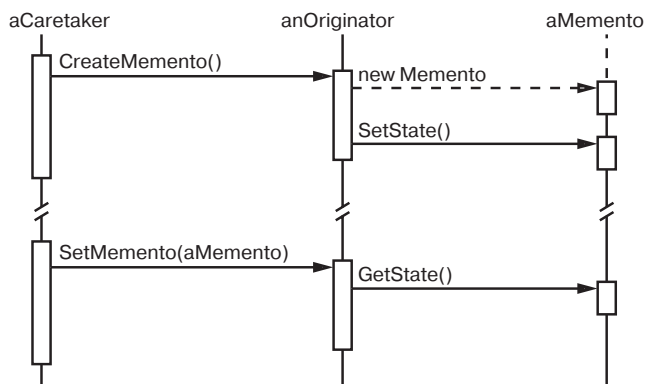 aCaretaker
anOriginator
aMemento
CreateMemento()
new Memento
SetState()
SetMemento(aMemento)
GetState()